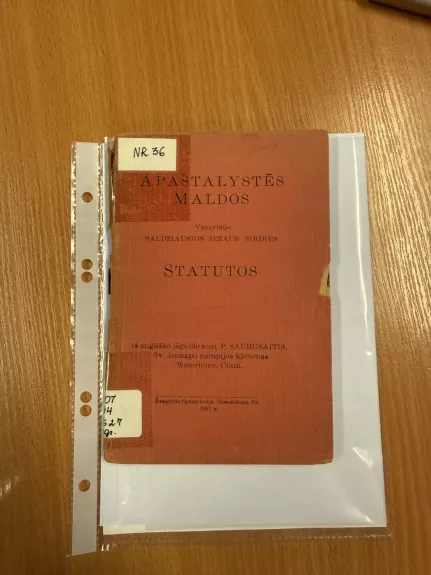 NR. 36
APAŠTALYSTĖS
MALDOS
Vienybėje
SALDŽIAUSIOS JĖZAUS ŠIRDIES
STATUTOS
Iš angliško išguldė kun. P. SAURUSAITIS,
Šv. Juozapo parapijos klebonas
Waterbury, Conn.
1907 m.